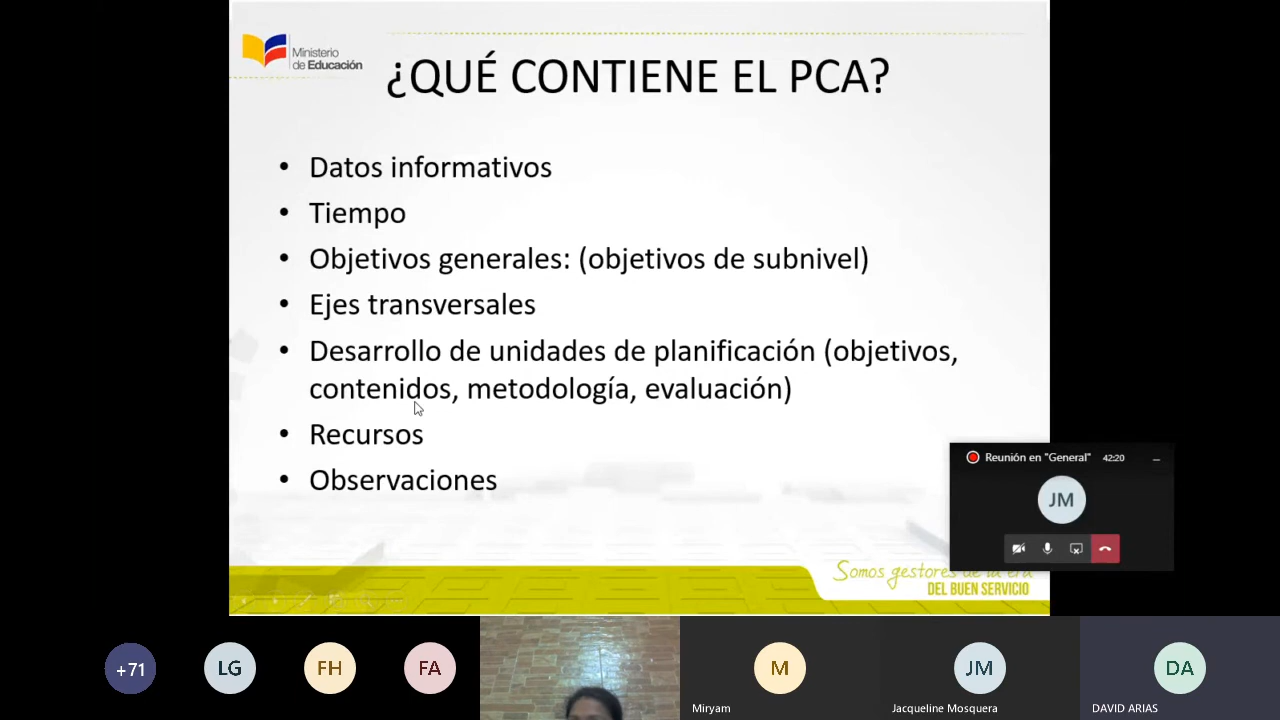 Ministerio
de Educación
¿QUÉ CONTIENE EL PCA?
• Datos informativos
• Tiempo
• Objetivos generales: (objetivos de subnivel)
• Ejes transversales
• Desarrollo de unidades de planificación (objetivos,
contenidos, metodología, evaluación)
• Recursos
• Observaciones
Reunión en "General" 42:20
JM
Somos gestores de la era
DEL BUEN SERVICIO
+71
LG
FH
FA
M
JM
DA
Miryam
Jacqueline Mosquera
DAVID ARIAS